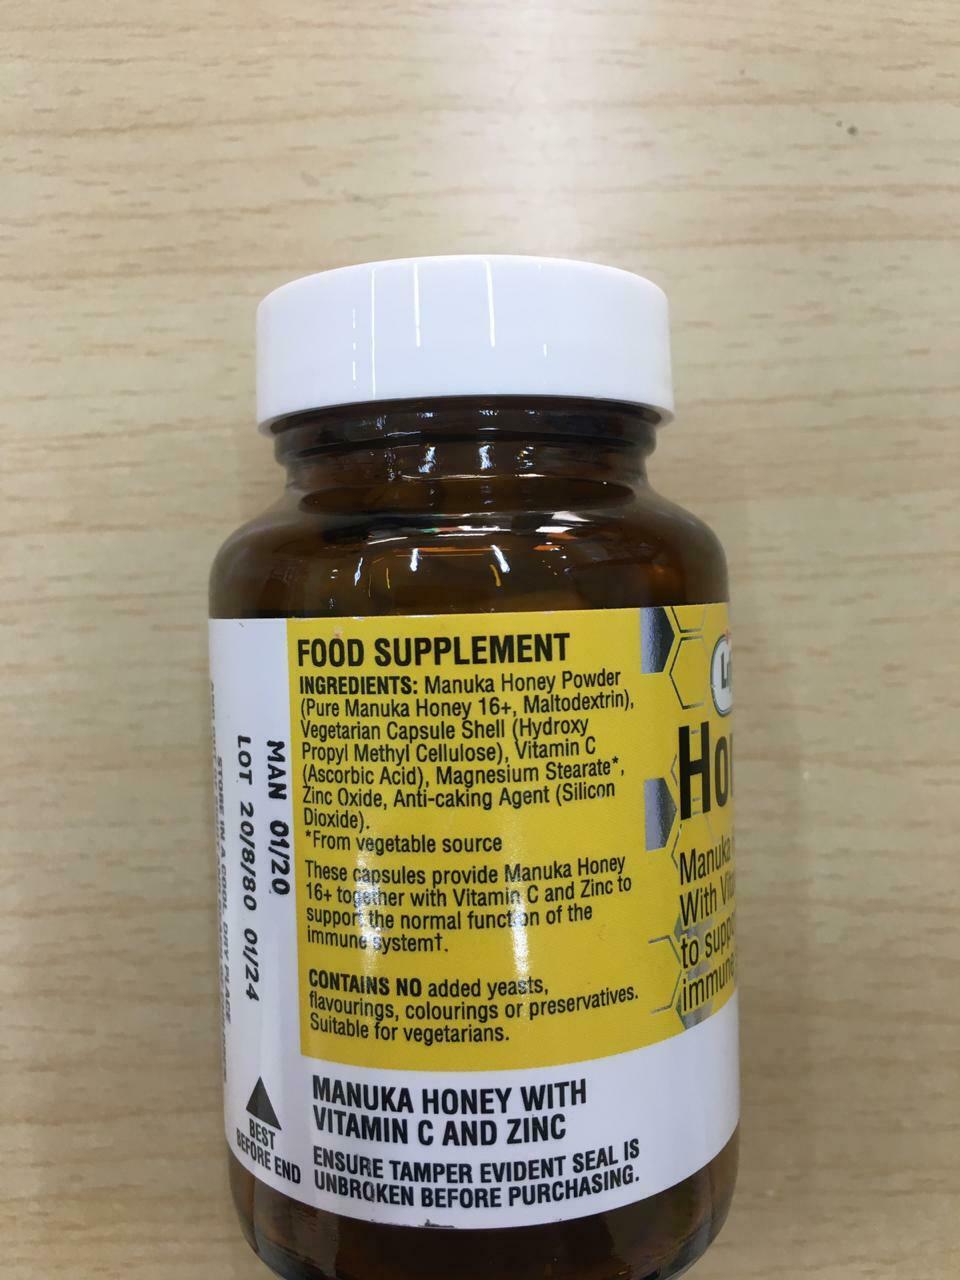 FOOD SUPPLEMENT
INGREDIENTS: Manuka Honey Powder
(Pure Manuka Honey 16+, Maltodextrin),
Vegetarian Capsule Shell (Hydroxy
Propyl Methyl Cellulose), Vitamin C
(Ascorbic Acid), Magnesium Stearate*,
Zinc Oxide, Anti-caking Agent (Silicon
Dioxide).
*From vegetable source
These capsules provide Manuka Honey
16+ together with Vitamin C and Zinc to
support the normal function of the
immune system†.
CONTAINS NO added yeasts,
flavourings, colourings or preservatives.
Suitable for vegetarians.
MANUKA HONEY WITH
VITAMIN C AND ZINC
ENSURE TAMPER EVIDENT SEAL IS
UNBROKEN BEFORE PURCHASING.
MAN 01/20
LOT 20/8/80 01/24
STORE IN A COOL, DRY PLACE
BEST
BEFORE END
Manuka
With
to